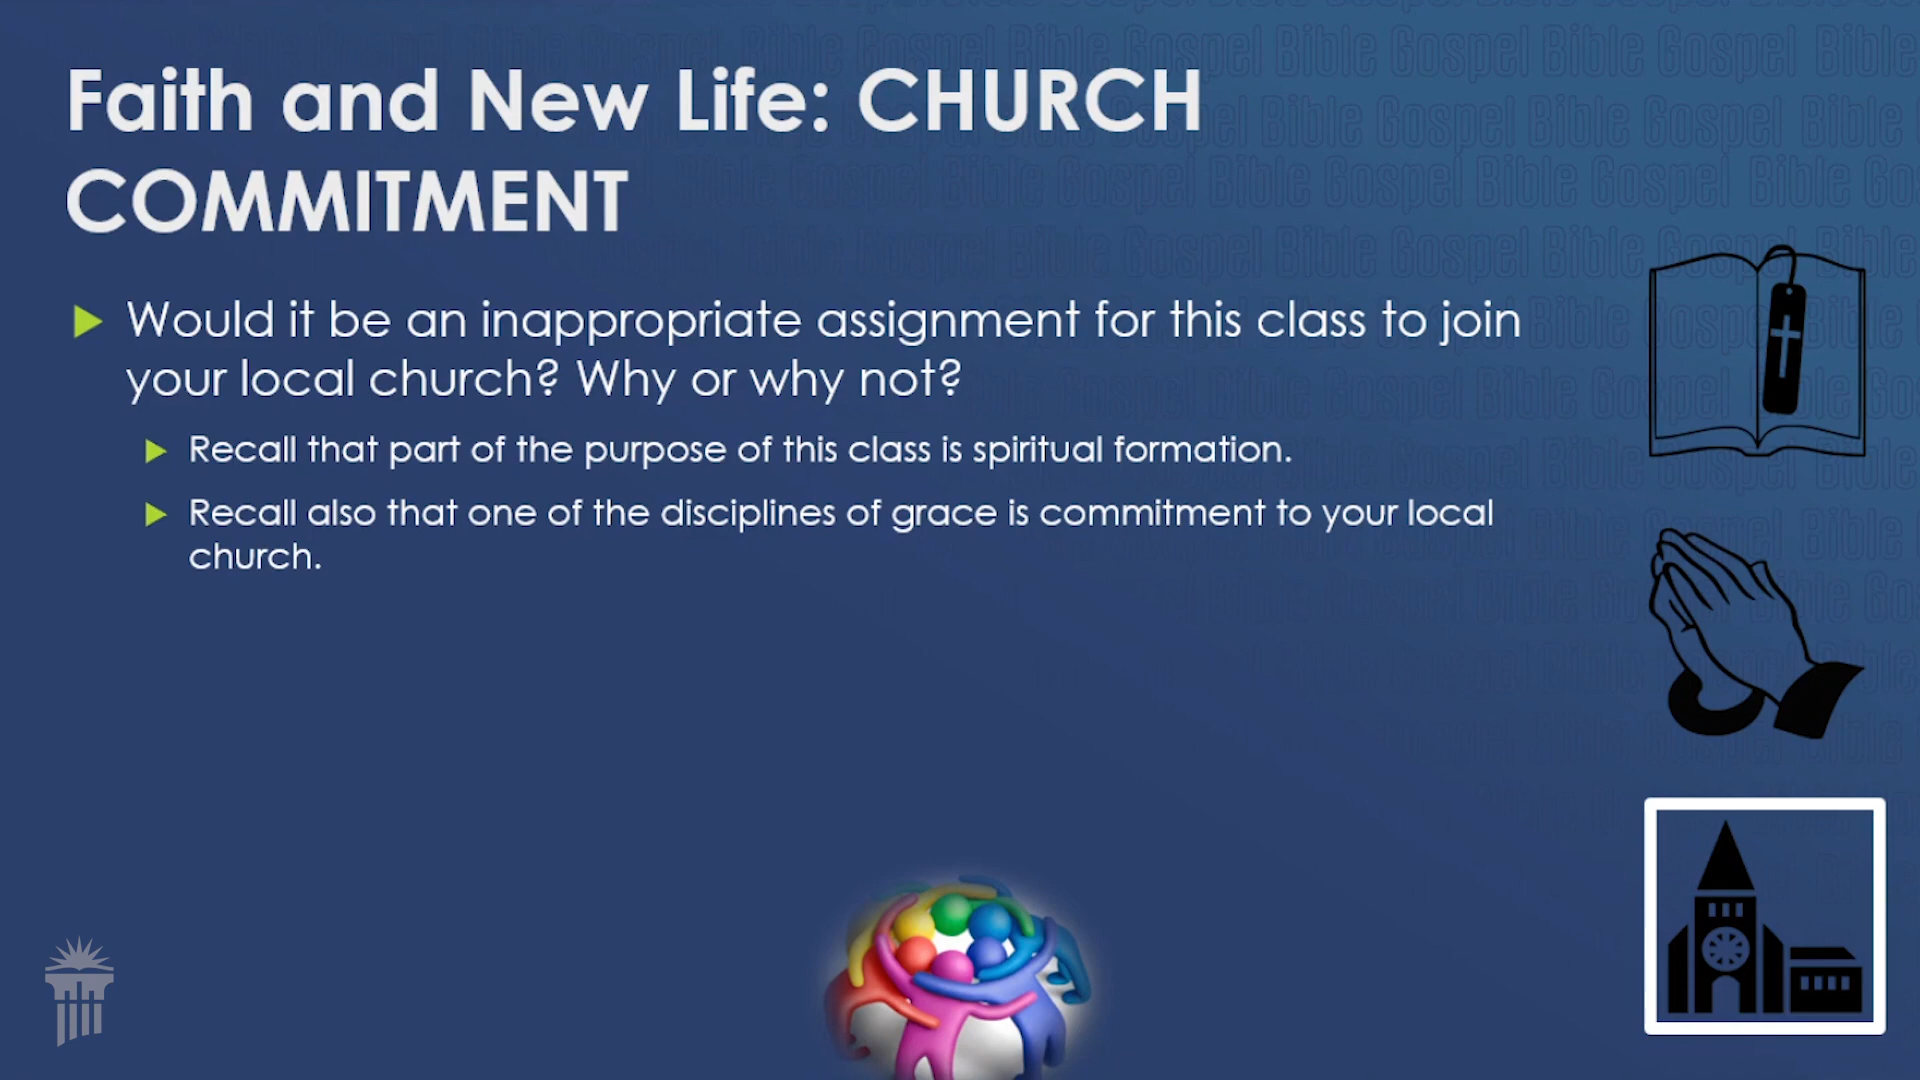 Faith and New Life: CHURCH
COMMITMENT
Would it be an inappropriate assignment for this class to join
your local church? Why or why not?
Recall that part of the purpose of this class is spiritual formation.
Recall also that one of the disciplines of grace is commitment to your local
church.